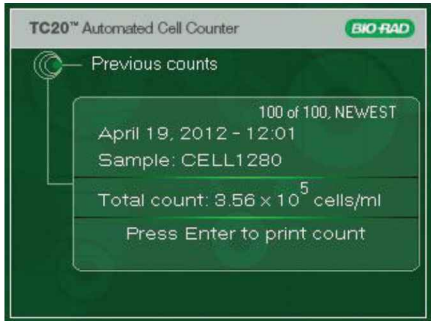 TC20™ Automated Cell Counter BIO-RAD
Previous counts
100 of 100, NEWEST
April 19, 2012 - 12:01
Sample: CELL1280
Total count: 3.56 x 10⁵ cells/ml
Press Enter to print count